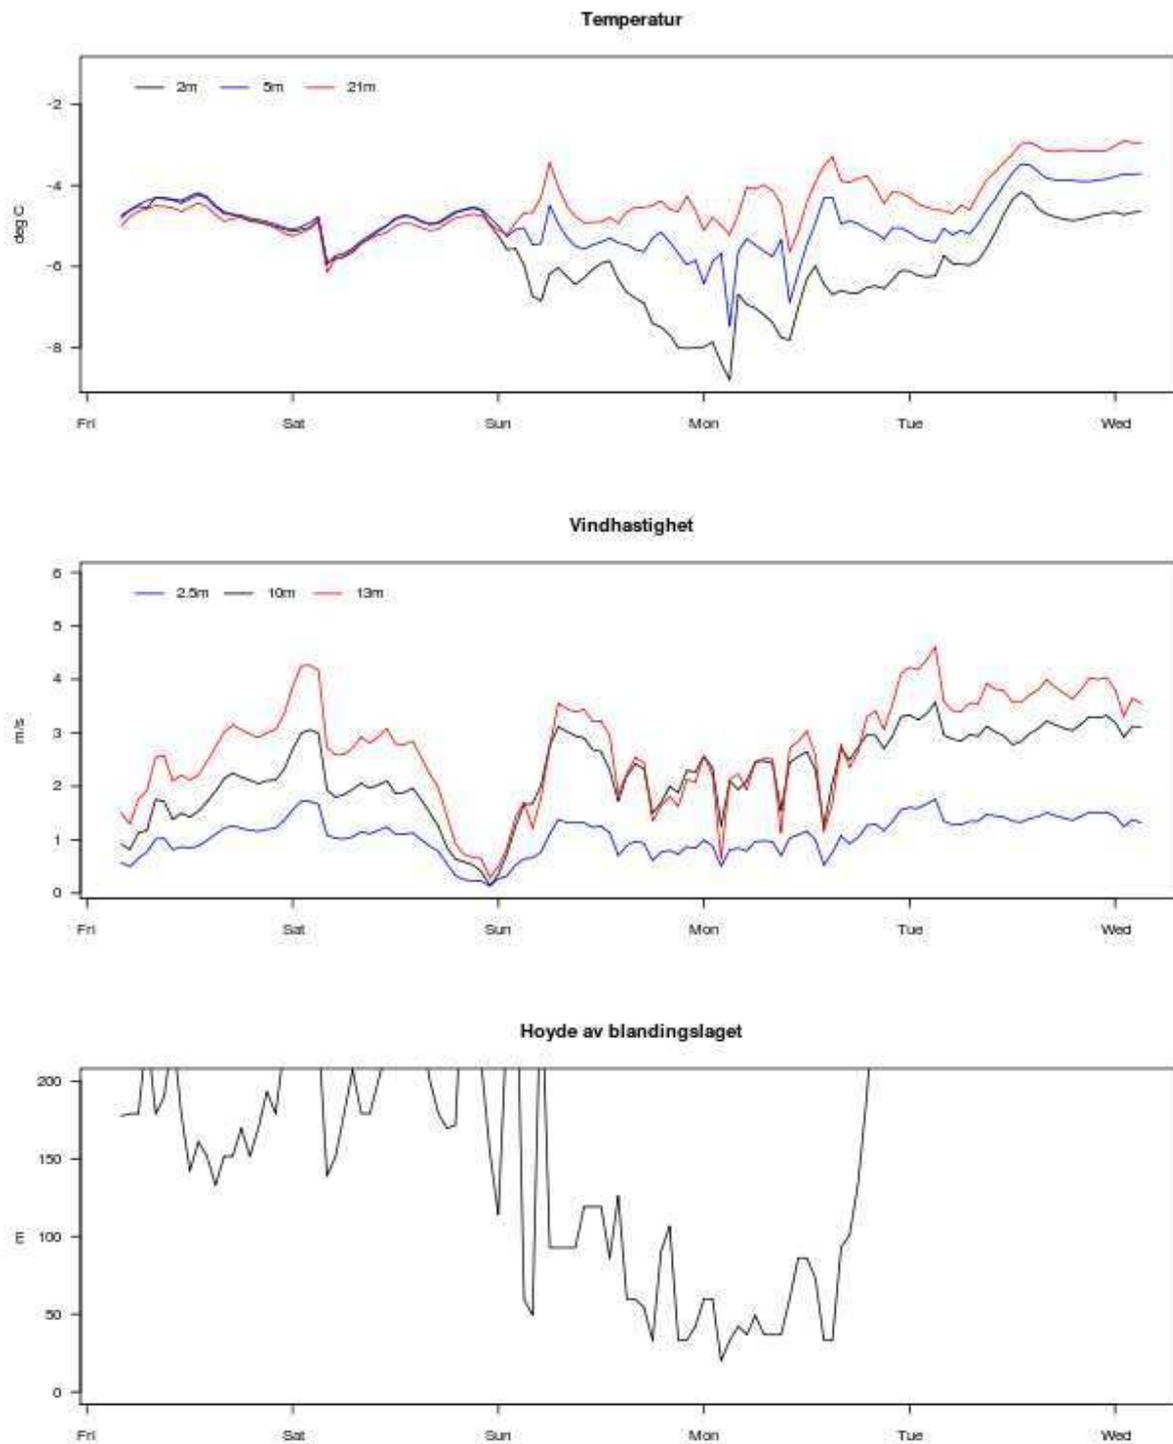 Temperatur
2m 5m 21m
deg C
-2
-4
-6
-8
Fri Sat Sun Mon Tue Wed
Vindhastighet
2.5m 10m 13m
m/s
6
5
4
3
2
1
0
Fri Sat Sun Mon Tue Wed
Hoyde av blandingslaget
m
200
150
100
50
0
Fri Sat Sun Mon Tue Wed